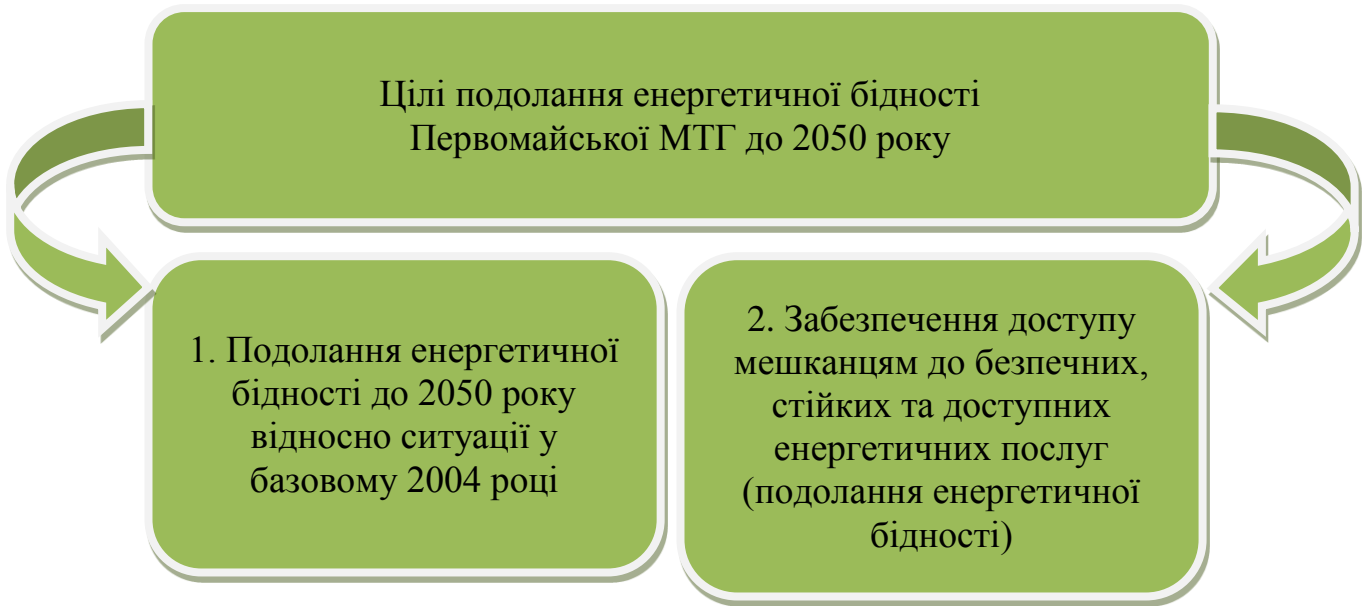 Цілі подолання енергетичної бідності
Первомайської МТГ до 2050 року
1. Подолання енергетичної
бідності до 2050 року
відносно ситуації у
базовому 2004 році
2. Забезпечення доступу
мешканцям до безпечних,
стійких та доступних
енергетичних послуг
(подолання енергетичної
бідності)